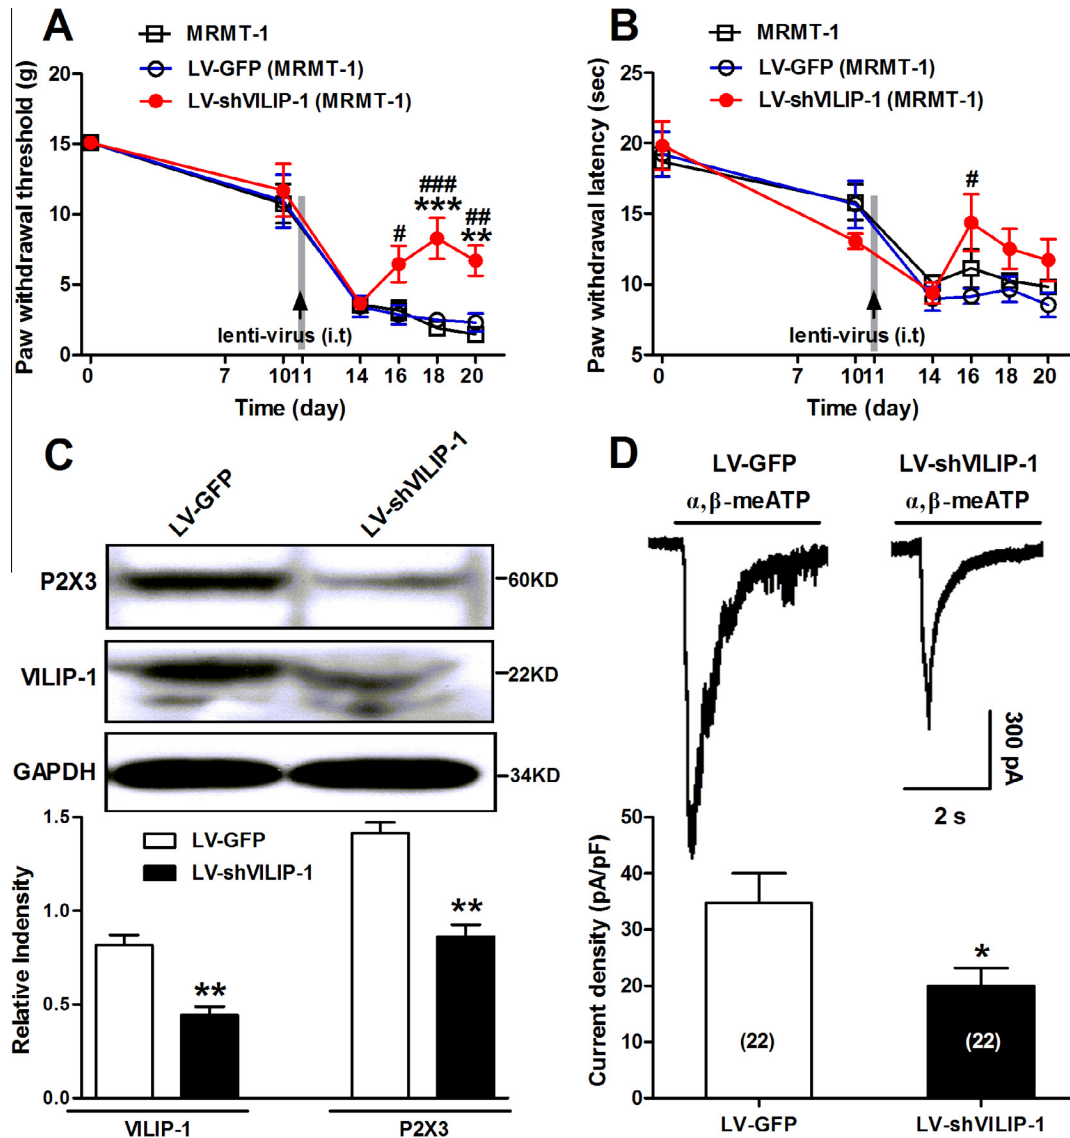 A
MRMT-1
LV-GFP (MRMT-1)
LV-shVILIP-1 (MRMT-1)
Paw withdrawal threshold (g)
20
15
10
5
0
###
***
#
##
**
lenti-virus (i.t)
0 7 1011 14 16 18 20
Time (day)
B
MRMT-1
LV-GFP (MRMT-1)
LV-shVILIP-1 (MRMT-1)
Paw withdrawal latency (sec)
25
20
15
10
5
#
lenti-virus (i.t)
0 7 1011 14 16 18 20
Time (day)
C
LV-GFP
LV-shVILIP-1
P2X3
60KD
VILIP-1
22KD
GAPDH
34KD
Relative Indensity
1.5
1.0
0.5
0.0
LV-GFP
LV-shVILIP-1
**
**
VILIP-1 P2X3
D
LV-GFP LV-shVILIP-1
α,β-meATP α,β-meATP
300 pA
2 s
Current density (pA/pF)
50
40
30
20
10
0
*
(22) (22)
LV-GFP LV-shVILIP-1